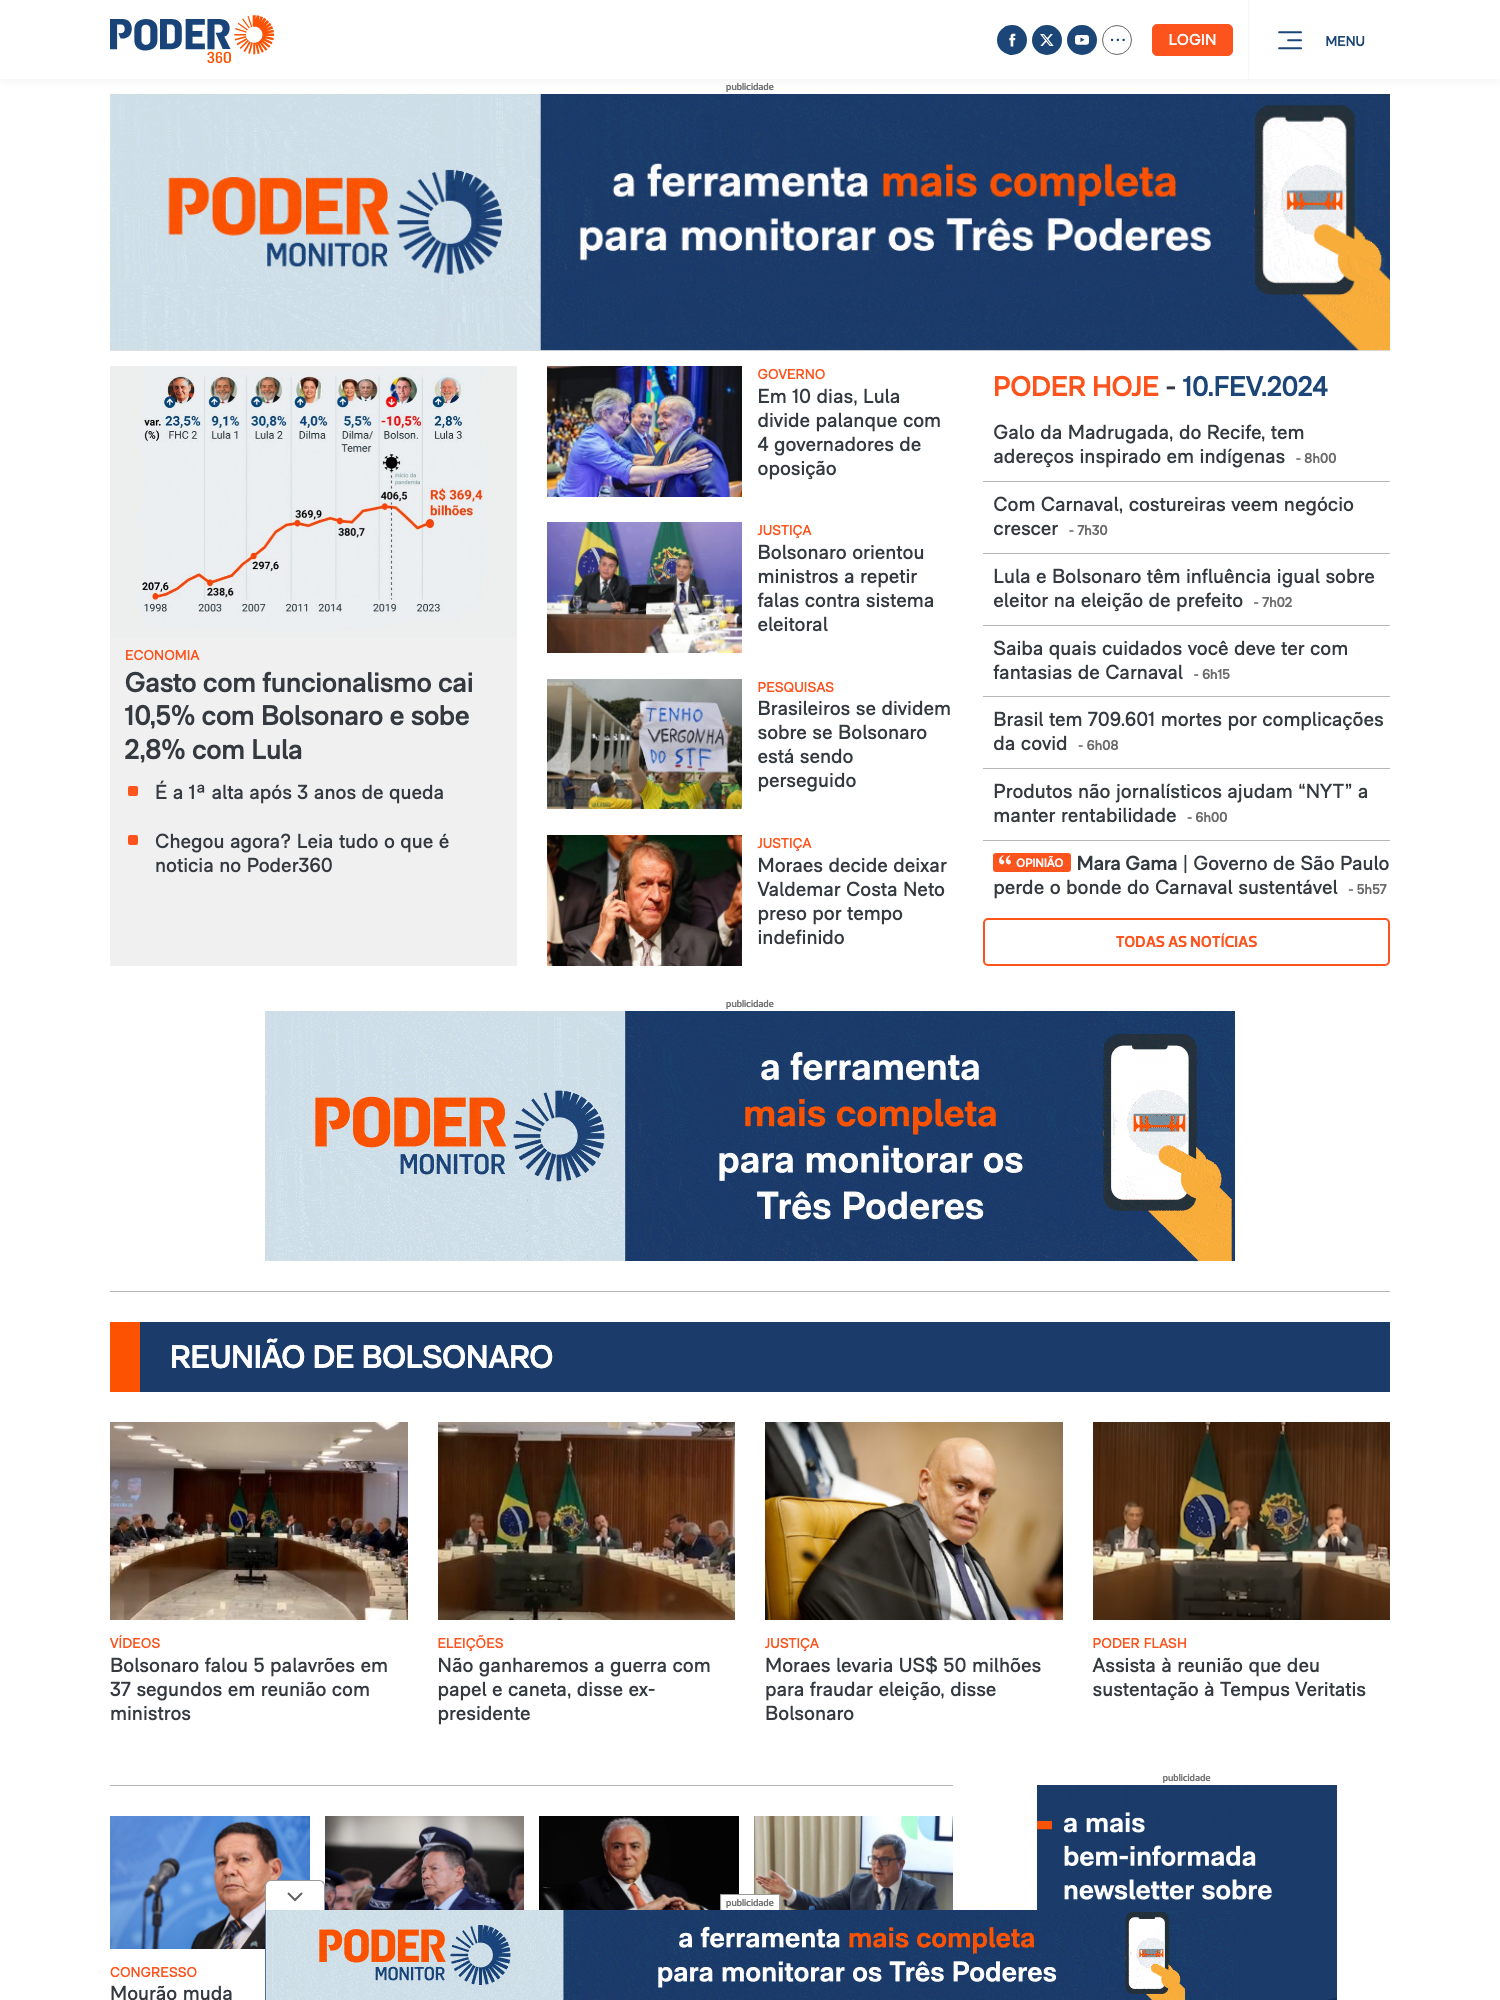 PODER
360
LOGIN
MENU
publicidade
PODER
MONITOR
a ferramenta mais completa
para monitorar os Três Poderes
var. 23,5% 9,1% 30,8% 4,0% 5,5% -10,5% 2,8%
(%) FHC 2 Lula 1 Lula 2 Dilma Dilma/ Bolson. Lula 3
Temer
início da
pandemia
406,5
R$ 369,4
bilhões
369,9
380,7
297,6
207,6
238,6
1998 2003 2007 2011 2014 2019 2023
ECONOMIA
Gasto com funcionalismo cai
10,5% com Bolsonaro e sobe
2,8% com Lula
É a 1ª alta após 3 anos de queda
Chegou agora? Leia tudo o que é
noticia no Poder360
GOVERNO
Em 10 dias, Lula
divide palanque com
4 governadores de
oposição
JUSTIÇA
Bolsonaro orientou
ministros a repetir
falas contra sistema
eleitoral
TENHO
VERGONHA
DO STF
PESQUISAS
Brasileiros se dividem
sobre se Bolsonaro
está sendo
perseguido
JUSTIÇA
Moraes decide deixar
Valdemar Costa Neto
preso por tempo
indefinido
PODER HOJE - 10.FEV.2024
Galo da Madrugada, do Recife, tem
adereços inspirado em indígenas - 8h00
Com Carnaval, costureiras veem negócio
crescer - 7h30
Lula e Bolsonaro têm influência igual sobre
eleitor na eleição de prefeito - 7h02
Saiba quais cuidados você deve ter com
fantasias de Carnaval - 6h15
Brasil tem 709.601 mortes por complicações
da covid - 6h08
Produtos não jornalísticos ajudam “NYT” a
manter rentabilidade - 6h00
“ OPINIÃO Mara Gama | Governo de São Paulo
perde o bonde do Carnaval sustentável - 5h57
TODAS AS NOTÍCIAS
publicidade
PODER
MONITOR
a ferramenta
mais completa
para monitorar os
Três Poderes
REUNIÃO DE BOLSONARO
VÍDEOS
Bolsonaro falou 5 palavrões em
37 segundos em reunião com
ministros
ELEIÇÕES
Não ganharemos a guerra com
papel e caneta, disse ex-
presidente
JUSTIÇA
Moraes levaria US$ 50 milhões
para fraudar eleição, disse
Bolsonaro
PODER FLASH
Assista à reunião que deu
sustentação à Tempus Veritatis
publicidade
a mais
bem-informada
newsletter sobre
CONGRESSO
Mourão muda
publicidade
PODER
MONITOR
a ferramenta mais completa
para monitorar os Três Poderes